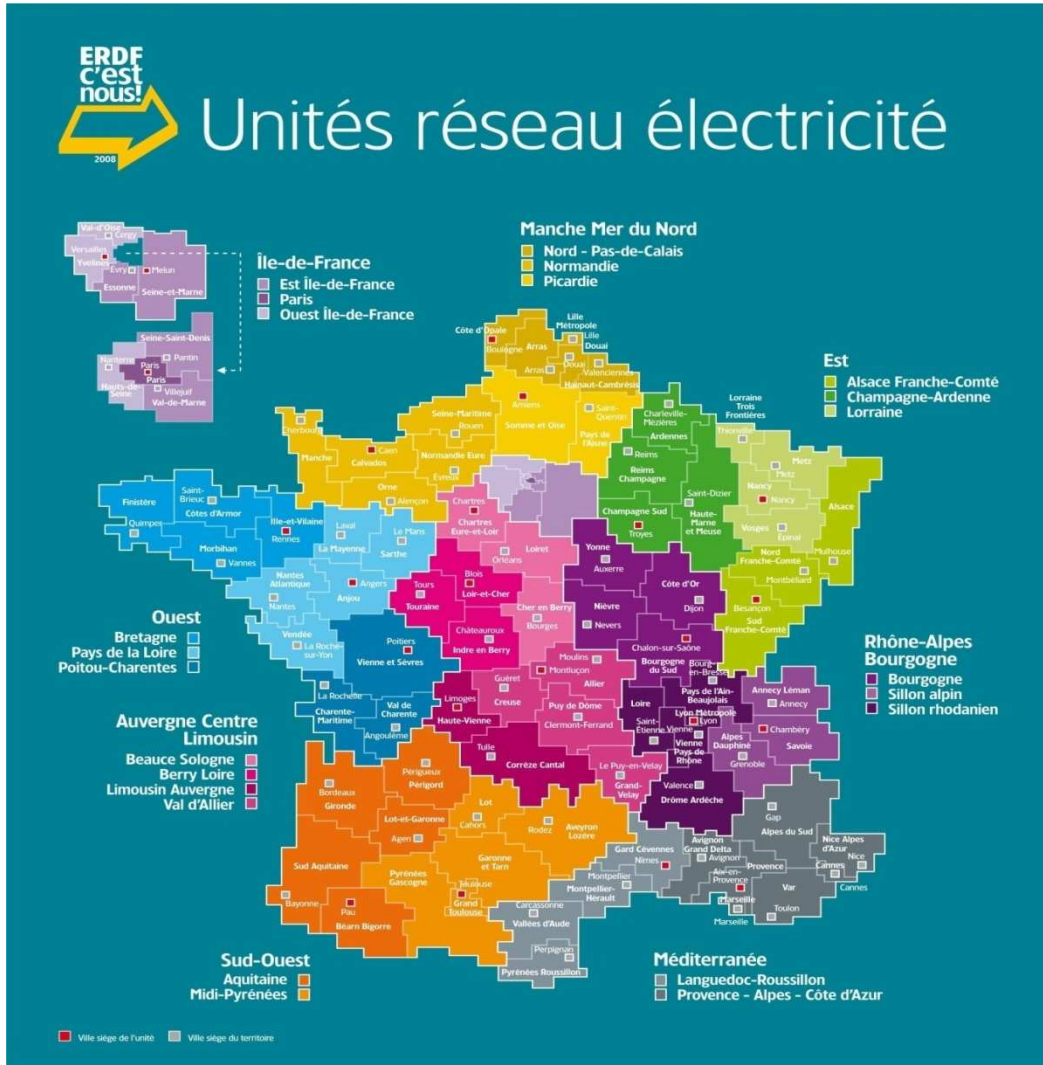 ERDF
c'est
nous!
2008
Unités réseau électricité
Val-d'Oise
Cergy
Versailles
Yvelines
Evry
Melun
Essonne
Seine-et-Marne
Île-de-France
Est Île-de-France
Paris
Ouest Île-de-France
Seine-Saint-Denis
Nanterre
Pantin
Paris
Paris
Hauts-de-
Seine
Villejuif
Val-de-Marne
Manche Mer du Nord
Nord - Pas-de-Calais
Normandie
Picardie
Côte d'Opale
Boulogne
Lille
Métropole
Lille
Arras
Douai
Arras
Douai
Valenciennes
Hainaut-Cambrésis
Amiens
Somme et Oise
Saint-
Quentin
Pays de
l'Aisne
Seine-Maritime
Rouen
Cherbourg
Manche
Caen
Calvados
Normandie Eure
Evreux
Orne
Alençon
Est
Alsace Franche-Comté
Champagne-Ardenne
Lorraine
Charleville-
Mézières
Ardennes
Reims
Reims
Champagne
Saint-Dizier
Haute-
Marne
et Meuse
Champagne Sud
Troyes
Lorraine
Trois
Frontières
Thionville
Metz
Metz
Nancy
Nancy
Vosges
Epinal
Alsace
Nord
Franche-Comté
Mulhouse
Montbéliard
Besançon
Sud
Franche-Comté
Finistère
Saint-
Brieuc
Côtes d'Armor
Quimper
Morbihan
Vannes
Ille-et-Vilaine
Rennes
Laval
La Mayenne
Le Mans
Sarthe
Nantes
Atlantique
Nantes
Angers
Anjou
Vendée
La Roche-
sur-Yon
Poitiers
Vienne et Sèvres
La Rochelle
Charente-
Maritime
Val de
Charente
Angoulême
Ouest
Bretagne
Pays de la Loire
Poitou-Charentes
Chartres
Chartres
Eure-et-Loir
Loiret
Orléans
Blois
Loir-et-Cher
Tours
Touraine
Cher en Berry
Bourges
Châteauroux
Indre en Berry
Moulins
Montluçon
Allier
Guéret
Creuse
Puy de Dôme
Clermont-Ferrand
Limoges
Haute-Vienne
Tulle
Corrèze Cantal
Le Puy-en-Velay
Grand-
Velay
Auvergne Centre
Limousin
Beauce Sologne
Berry Loire
Limousin Auvergne
Val d'Allier
Yonne
Auxerre
Côte d'Or
Dijon
Nièvre
Nevers
Chalon-sur-Saône
Bourgogne
du Sud
Bourg-
en-Bresse
Pays de l'Ain-
Beaujolais
Loire
Lyon Métropole
Lyon
Saint-
Étienne
Vienne
Vienne
Pays de
Rhône
Annecy Léman
Annecy
Chambéry
Savoie
Alpes
Dauphiné
Grenoble
Valence
Drôme Ardèche
Rhône-Alpes
Bourgogne
Bourgogne
Sillon alpin
Sillon rhodanien
Bordeaux
Gironde
Périgueux
Périgord
Lot-et-Garonne
Agen
Sud Aquitaine
Bayonne
Pau
Béarn Bigorre
Lot
Cahors
Rodez
Aveyron
Lozère
Garonne
et Tarn
Pyrénées
Gascogne
Toulouse
Grand
Toulouse
Sud-Ouest
Aquitaine
Midi-Pyrénées
Gard Cévennes
Nîmes
Montpellier
Montpellier-
Hérault
Carcassonne
Vallées d'Aude
Perpignan
Pyrénées Roussillon
Gap
Alpes du Sud
Avignon
Grand Delta
Avignon
Provence
Aix-en-
Provence
Marseille
Marseille
Var
Toulon
Nice Alpes
d'Azur
Nice
Cannes
Cannes
Méditerranée
Languedoc-Roussillon
Provence - Alpes - Côte d'Azur
Ville siège de l'unité
Ville siège du territoire